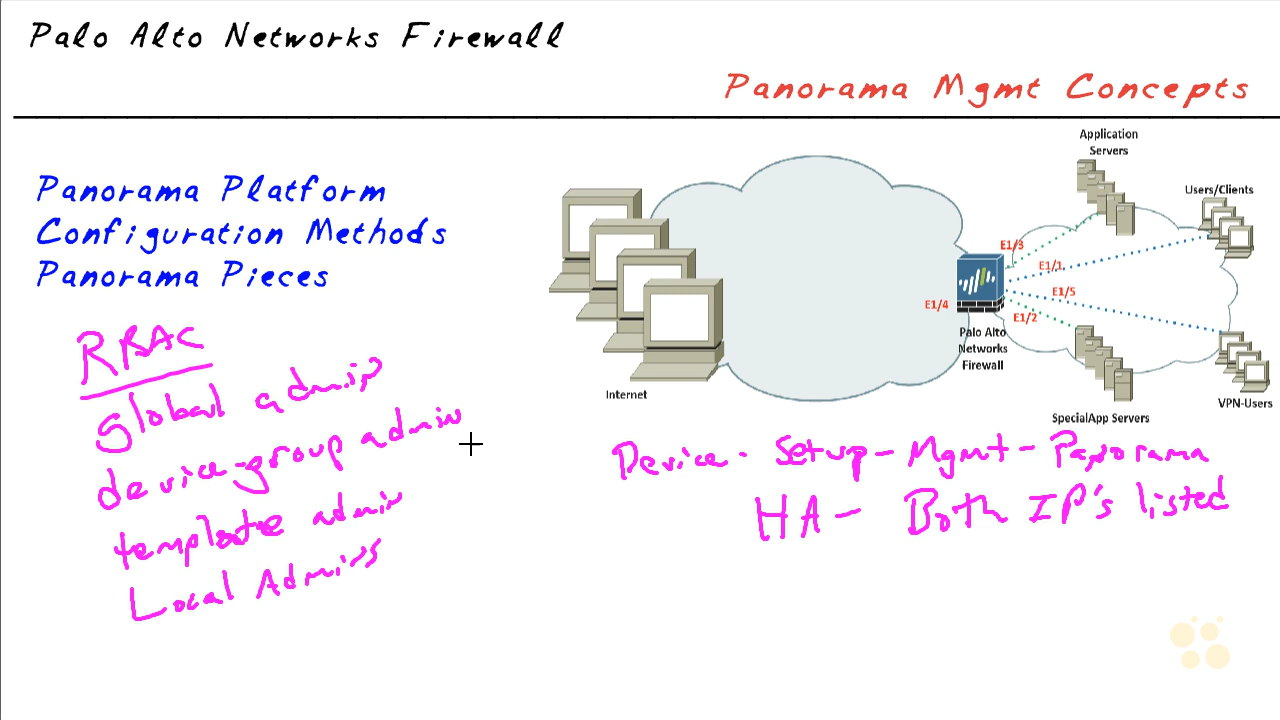 Palo Alto Networks Firewall
Panorama Mgmt Concepts
Panorama Platform
Configuration Methods
Panorama Pieces
RBAC
Global admin
device-group admin
template admin
Local Admins
Application
Servers
Users/Clients
E1/3
E1/1
E1/5
E1/4
E1/2
Palo Alto
Networks
Firewall
Internet
SpecialApp Servers
VPN-Users
Device - Setup - Mgmt - Panorama
HA - Both IP's listed